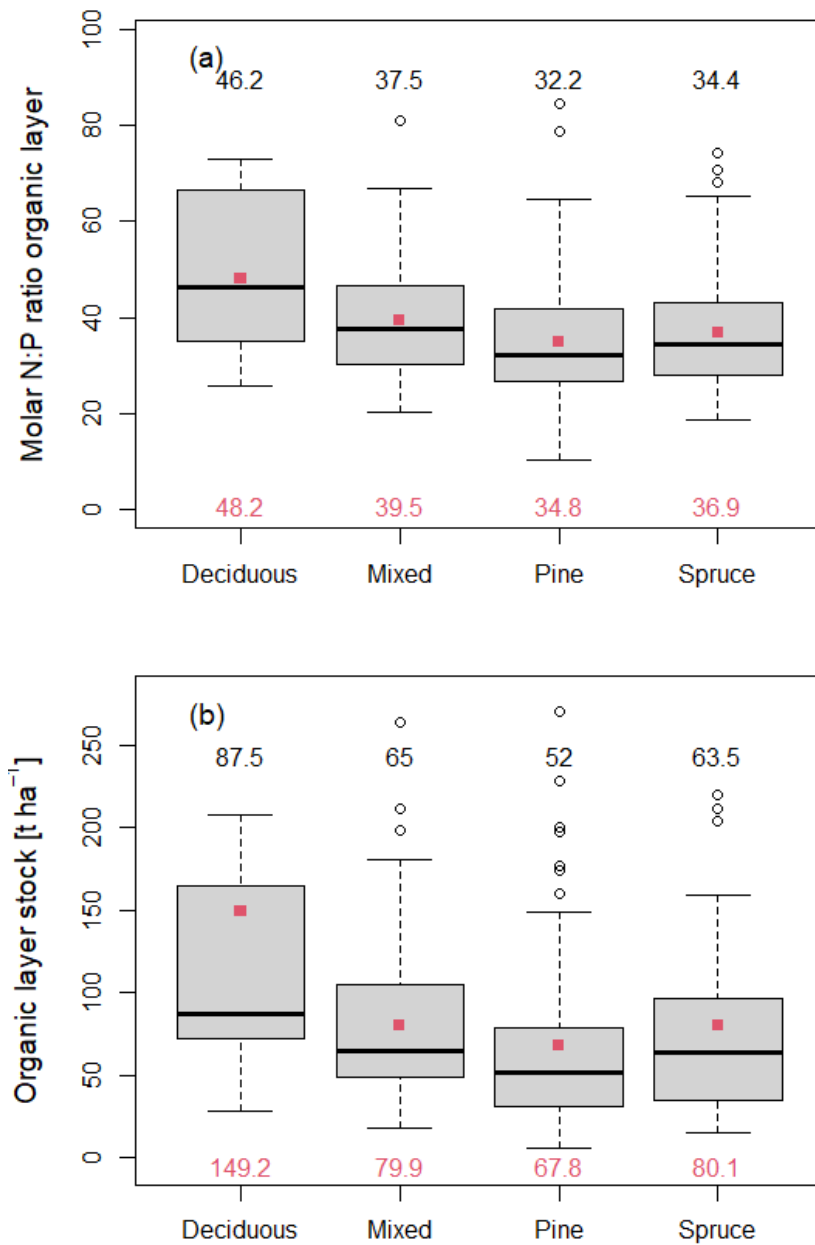 (a)
46.2 37.5 32.2 34.4
Molar N:P ratio organic layer
100
80
60
40
20
0
48.2 39.5 34.8 36.9
Deciduous Mixed Pine Spruce
(b)
87.5 65 52 63.5
Organic layer stock [t ha⁻¹]
250
200
150
100
50
0
149.2 79.9 67.8 80.1
Deciduous Mixed Pine Spruce